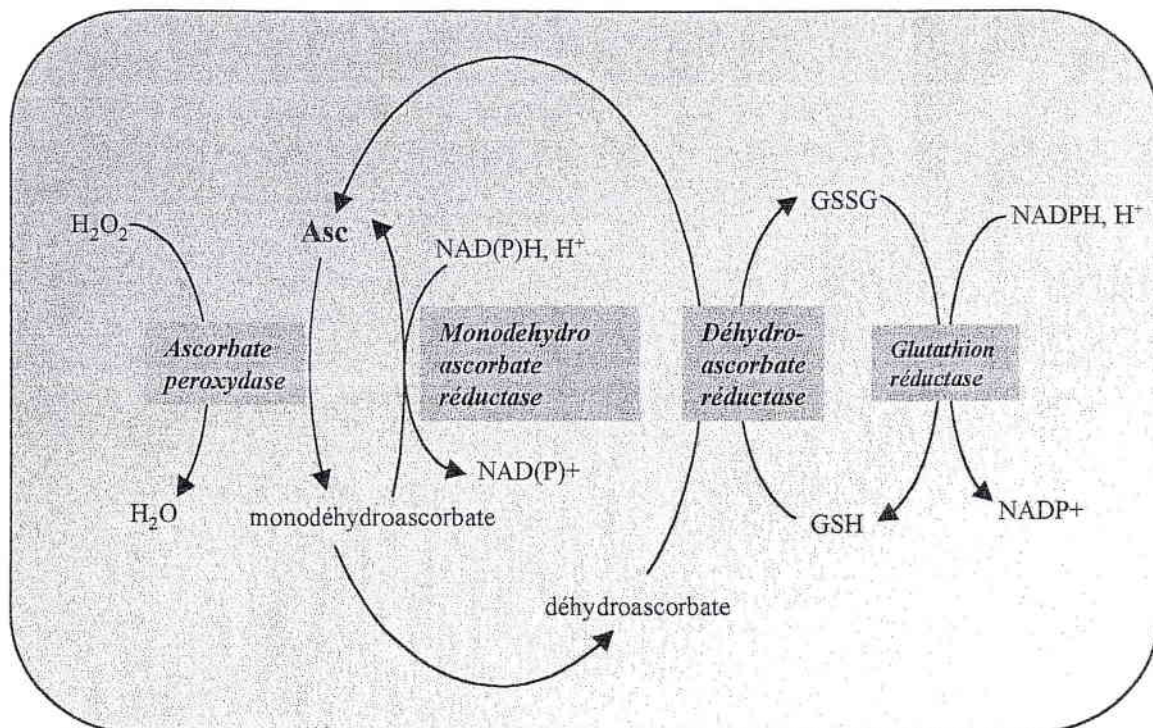 H₂O₂
Asc
NAD(P)H, H⁺
GSSG
NADPH, H⁺
Ascorbate
peroxydase
Monodehydro
ascorbate
réductase
Déhydro-
ascorbate
réductase
Glutathion
réductase
H₂O
monodéhydroascorbate
NAD(P)+
GSH
NADP+
déhydroascorbate